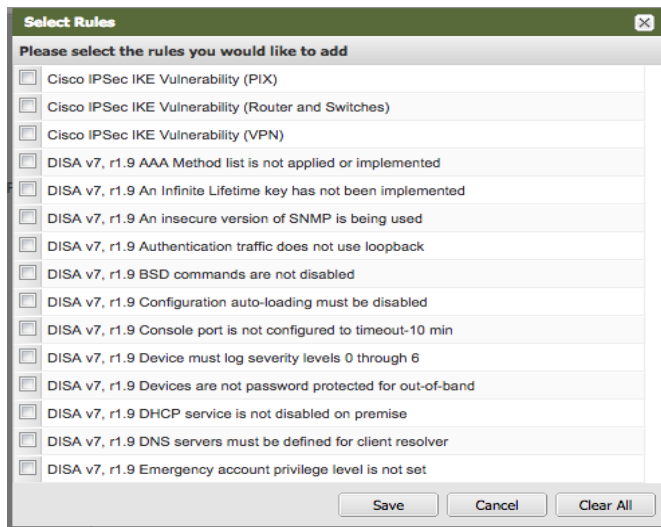 Select Rules
Please select the rules you would like to add
Cisco IPSec IKE Vulnerability (PIX)
Cisco IPSec IKE Vulnerability (Router and Switches)
Cisco IPSec IKE Vulnerability (VPN)
DISA v7, r1.9 AAA Method list is not applied or implemented
DISA v7, r1.9 An Infinite Lifetime key has not been implemented
DISA v7, r1.9 An insecure version of SNMP is being used
DISA v7, r1.9 Authentication traffic does not use loopback
DISA v7, r1.9 BSD commands are not disabled
DISA v7, r1.9 Configuration auto-loading must be disabled
DISA v7, r1.9 Console port is not configured to timeout-10 min
DISA v7, r1.9 Device must log severity levels 0 through 6
DISA v7, r1.9 Devices are not password protected for out-of-band
DISA v7, r1.9 DHCP service is not disabled on premise
DISA v7, r1.9 DNS servers must be defined for client resolver
DISA v7, r1.9 Emergency account privilege level is not set
Save Cancel Clear All